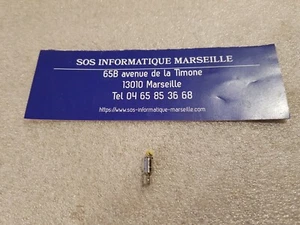 SOS INFORMATIQUE MARSEILLE
65B avenue de la Timone
13010 Marseille
Tel 04 65 85 36 68
https://www.sos-informatique-marseille.com